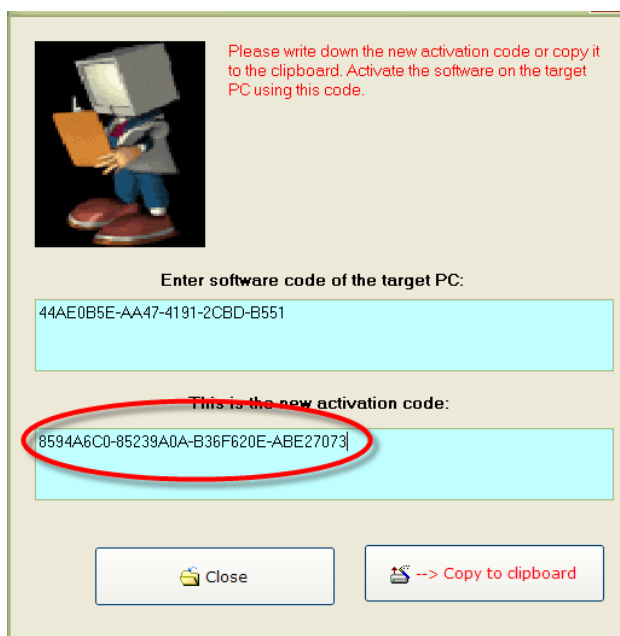 Please write down the new activation code or copy it
to the clipboard. Activate the software on the target
PC using this code.
Enter software code of the target PC:
44AE0B5E-AA47-4191-2CBD-B551
This is the new activation code:
8594A6C0-85239A0A-B36F620E-ABE27073
Close
--> Copy to clipboard